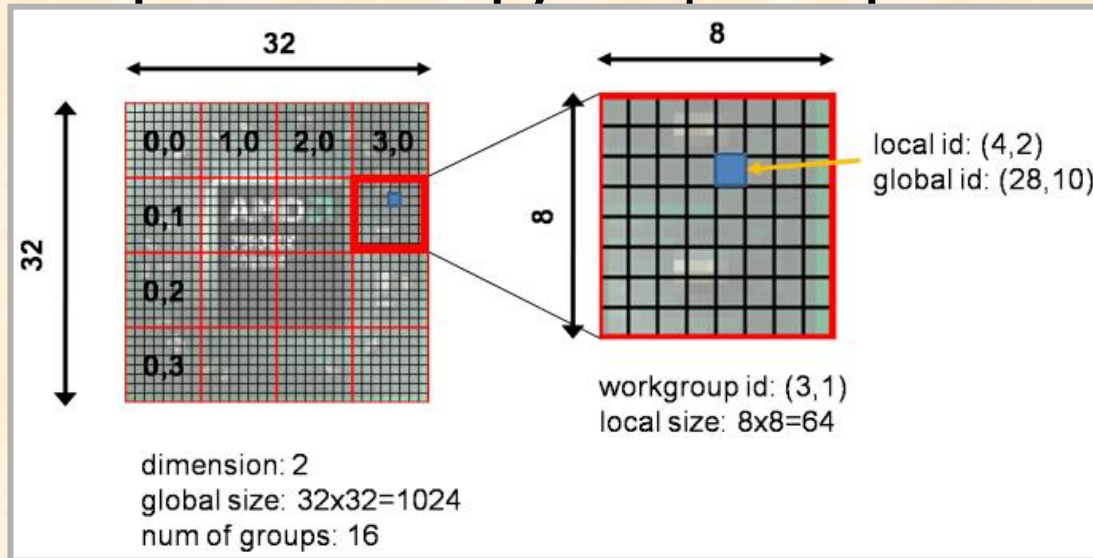 32
8
32
0,0 1,0 2,0 3,0
0,1
0,2
0,3
AMD
8
local id: (4,2)
global id: (28,10)
workgroup id: (3,1)
local size: 8x8=64
dimension: 2
global size: 32x32=1024
num of groups: 16